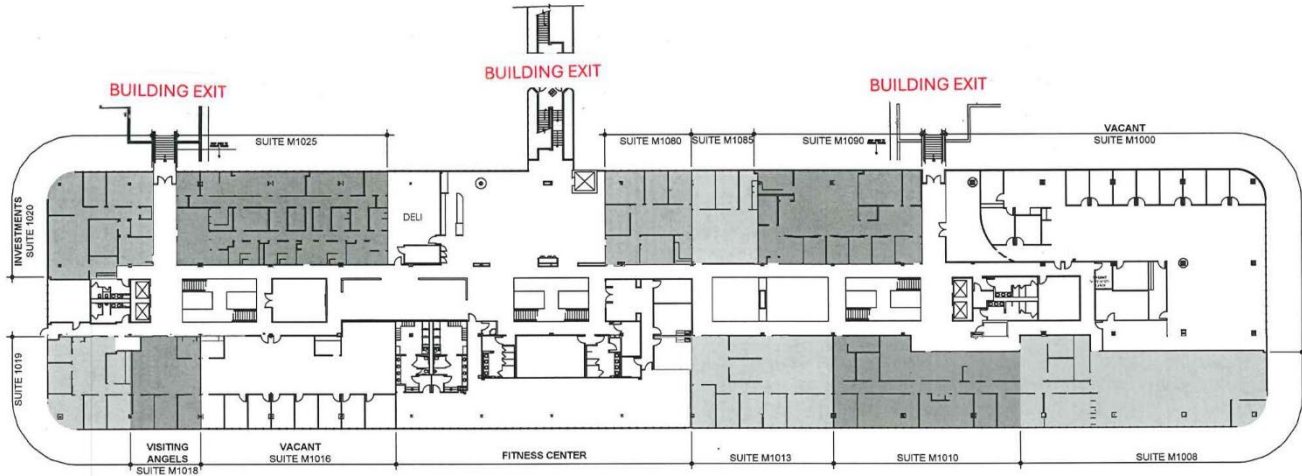 BUILDING EXIT
BUILDING EXIT
BUILDING EXIT
SUITE M1025
SUITE M1080
SUITE M1085
SUITE M1090
VACANT
SUITE M1000
INVESTMENTS
SUITE 1020
DELI
SUITE 1019
VISITING
ANGELS
SUITE M1018
VACANT
SUITE M1016
FITNESS CENTER
SUITE M1013
SUITE M1010
SUITE M1008